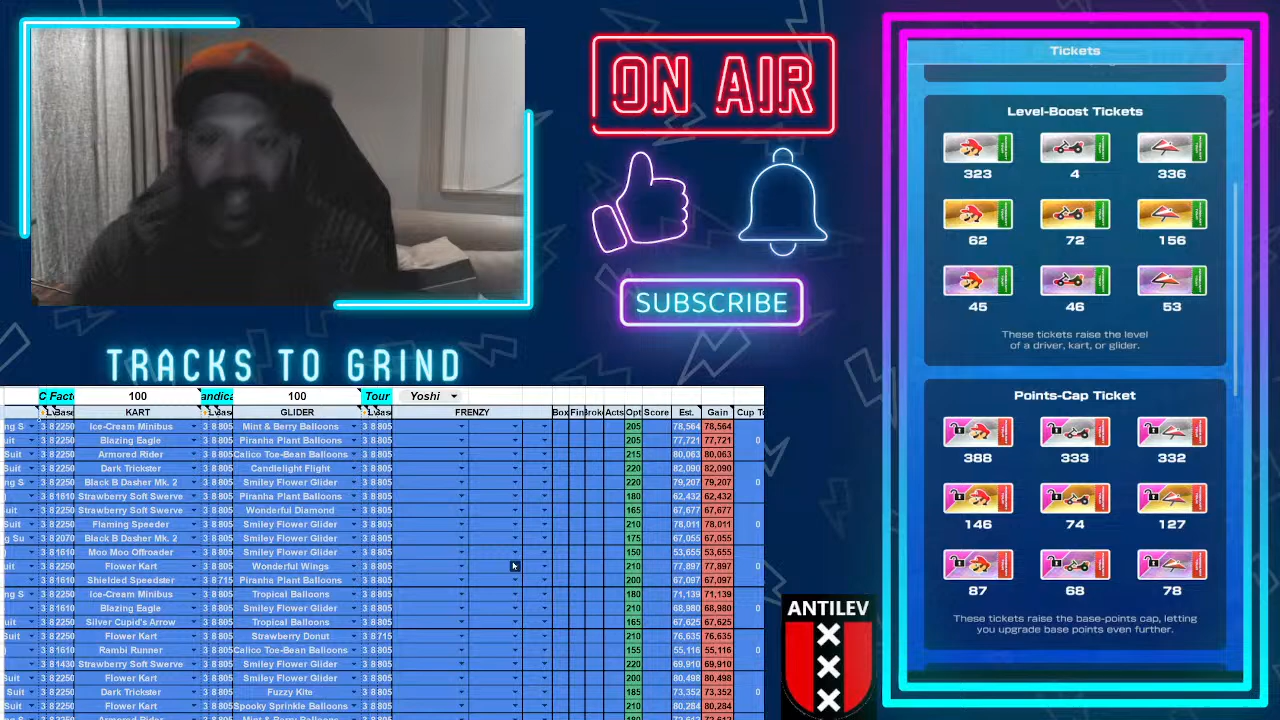 ON AIR
SUBSCRIBE
TRACKS TO GRIND
Tickets
Level-Boost Tickets
323 4 336
62 72 156
45 46 53
These tickets raise the level
of a driver, kart, or glider.
Points-Cap Ticket
388 333 332
146 74 127
87 68 78
These tickets raise the base-points cap, letting
you upgrade base points even further.
ANTILEV
100 100 Tour Yoshi
KART GLIDER FRENZY Box Acts Opt Score Est. Gain
Ice-Cream Minibus Mint & Berry Balloons 205 78,564 78,564
Blazing Eagle Piranha Plant Balloons 205 77,721 77,721 0
Armored Rider Calico Toe-Bean Balloons 215 80,063 80,063
Suit Dark Trickster Candlelight Flight 220 82,090 82,090 0
Black B Dasher Mk. 2 Smiley Flower Glider 220 79,207 79,207 0
Strawberry Soft Swerve Piranha Plant Balloons 180 62,432 62,432
Strawberry Soft Swerve Wonderful Diamond 165 67,677 67,677
Flaming Speeder Smiley Flower Glider 210 78,011 78,011 0
Black B Dasher Mk. 2 Smiley Flower Glider 175 67,055 67,055
Moo Moo Offroader Smiley Flower Glider 150 53,655 53,655
Flower Kart Wonderful Wings 210 77,897 77,897 0
Shielded Speedster Piranha Plant Balloons 200 67,097 67,097
Ice-Cream Minibus Tropical Balloons 180 71,139 71,139
Blazing Eagle Smiley Flower Glider 210 68,980 68,980 0
Silver Cupid's Arrow Tropical Balloons 165 67,625 67,625
Flower Kart Strawberry Donut 210 76,635 76,635
Rambi Runner Calico Toe-Bean Balloons 155 55,116 55,116
Strawberry Soft Swerve Smiley Flower Glider 220 69,910 69,910
Flower Kart Smiley Flower Glider 200 80,498 80,498
Suit Dark Trickster Fuzzy Kite 185 73,352 73,352 0
Flower Kart Spooky Sprinkle Balloons 210 80,284 80,284